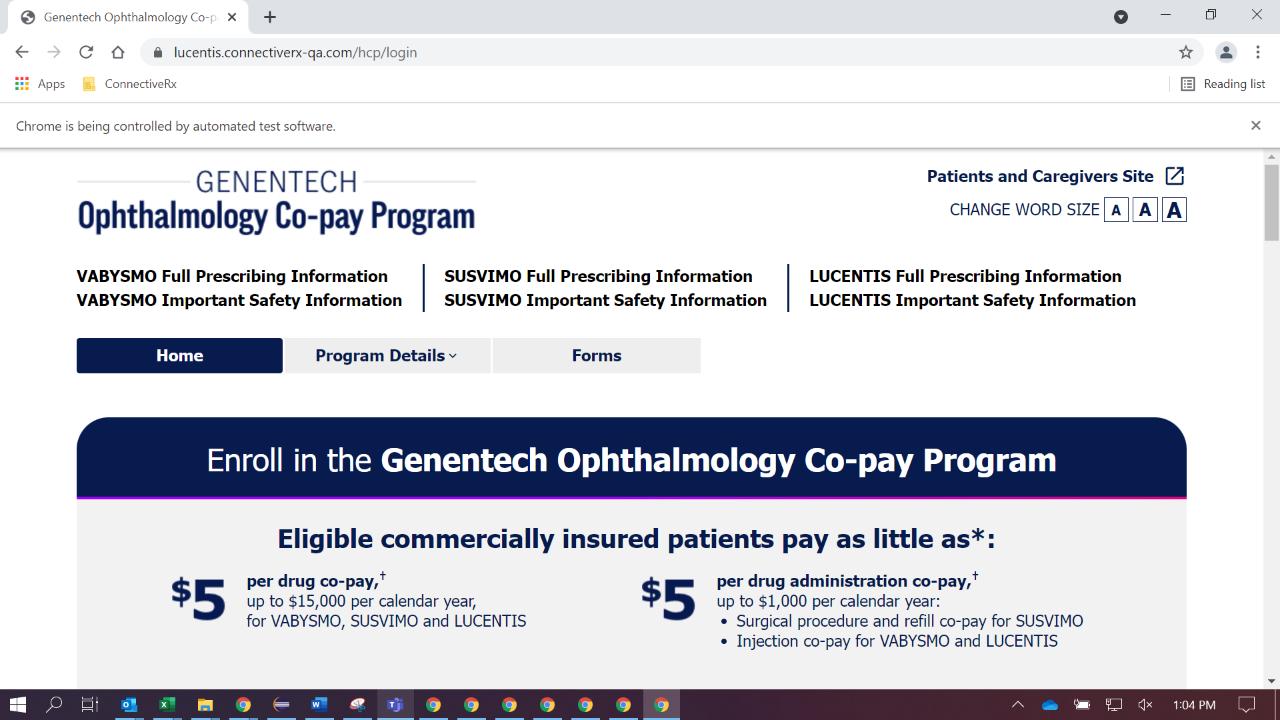 Genentech Ophthalmology Co-p
lucentis.connectiverx-qa.com/hcp/login
Apps
ConnectiveRx
Reading list
Chrome is being controlled by automated test software.
GENENTECH
Ophthalmology Co-pay Program
Patients and Caregivers Site
CHANGE WORD SIZE A A A
VABYSMO Full Prescribing Information
VABYSMO Important Safety Information
SUSVIMO Full Prescribing Information
SUSVIMO Important Safety Information
LUCENTIS Full Prescribing Information
LUCENTIS Important Safety Information
Home
Program Details
Forms
Enroll in the Genentech Ophthalmology Co-pay Program
Eligible commercially insured patients pay as little as*:
$5
per drug co-pay,†
up to $15,000 per calendar year,
for VABYSMO, SUSVIMO and LUCENTIS
$5
per drug administration co-pay,†
up to $1,000 per calendar year:
• Surgical procedure and refill co-pay for SUSVIMO
• Injection co-pay for VABYSMO and LUCENTIS
1:04 PM